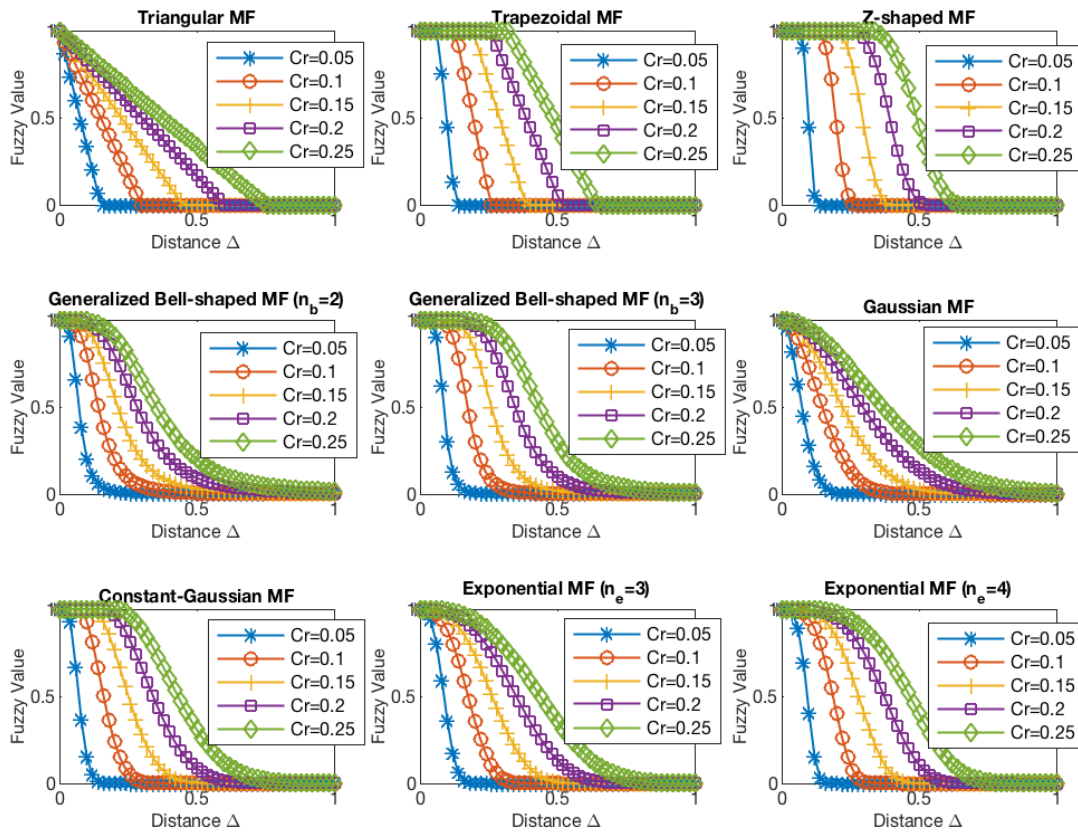 Triangular MF
1
0.5
0
Fuzzy Value
0
0.5
1
Distance Δ
Cr=0.05
Cr=0.1
Cr=0.15
Cr=0.2
Cr=0.25
Trapezoidal MF
1
0.5
0
Fuzzy Value
0
0.5
1
Distance Δ
Cr=0.05
Cr=0.1
Cr=0.15
Cr=0.2
Cr=0.25
Z-shaped MF
1
0.5
0
Fuzzy Value
0
0.5
1
Distance Δ
Cr=0.05
Cr=0.1
Cr=0.15
Cr=0.2
Cr=0.25
Generalized Bell-shaped MF (n_b=2)
1
0.5
0
Fuzzy Value
0
0.5
1
Distance Δ
Cr=0.05
Cr=0.1
Cr=0.15
Cr=0.2
Cr=0.25
Generalized Bell-shaped MF (n_b=3)
1
0.5
0
Fuzzy Value
0
0.5
1
Distance Δ
Cr=0.05
Cr=0.1
Cr=0.15
Cr=0.2
Cr=0.25
Gaussian MF
1
0.5
0
Fuzzy Value
0
0.5
1
Distance Δ
Cr=0.05
Cr=0.1
Cr=0.15
Cr=0.2
Cr=0.25
Constant-Gaussian MF
1
0.5
0
Fuzzy Value
0
0.5
1
Distance Δ
Cr=0.05
Cr=0.1
Cr=0.15
Cr=0.2
Cr=0.25
Exponential MF (n_e=3)
1
0.5
0
Fuzzy Value
0
0.5
1
Distance Δ
Cr=0.05
Cr=0.1
Cr=0.15
Cr=0.2
Cr=0.25
Exponential MF (n_e=4)
1
0.5
0
Fuzzy Value
0
0.5
1
Distance Δ
Cr=0.05
Cr=0.1
Cr=0.15
Cr=0.2
Cr=0.25